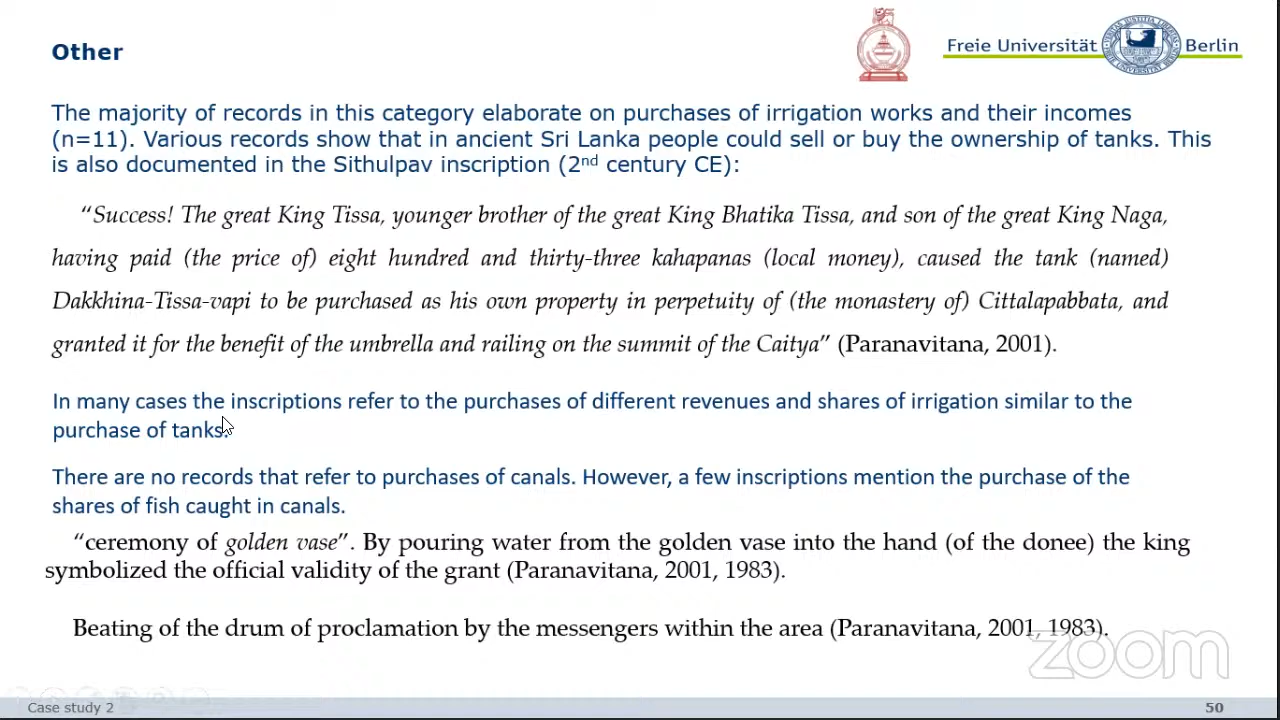 Other
Freie Universität Berlin
The majority of records in this category elaborate on purchases of irrigation works and their incomes
(n=11). Various records show that in ancient Sri Lanka people could sell or buy the ownership of tanks. This
is also documented in the Sithulpav inscription (2nd century CE):
“Success! The great King Tissa, younger brother of the great King Bhatika Tissa, and son of the great King Naga,
having paid (the price of) eight hundred and thirty-three kahapanas (local money), caused the tank (named)
Dakkhina-Tissa-vapi to be purchased as his own property in perpetuity of (the monastery of) Cittalapabbata, and
granted it for the benefit of the umbrella and railing on the summit of the Caitya” (Paranavitana, 2001).
In many cases the inscriptions refer to the purchases of different revenues and shares of irrigation similar to the
purchase of tanks.
There are no records that refer to purchases of canals. However, a few inscriptions mention the purchase of the
shares of fish caught in canals.
“ceremony of golden vase”. By pouring water from the golden vase into the hand (of the donee) the king
symbolized the official validity of the grant (Paranavitana, 2001, 1983).
Beating of the drum of proclamation by the messengers within the area (Paranavitana, 2001, 1983).
zoom
Case study 2
50